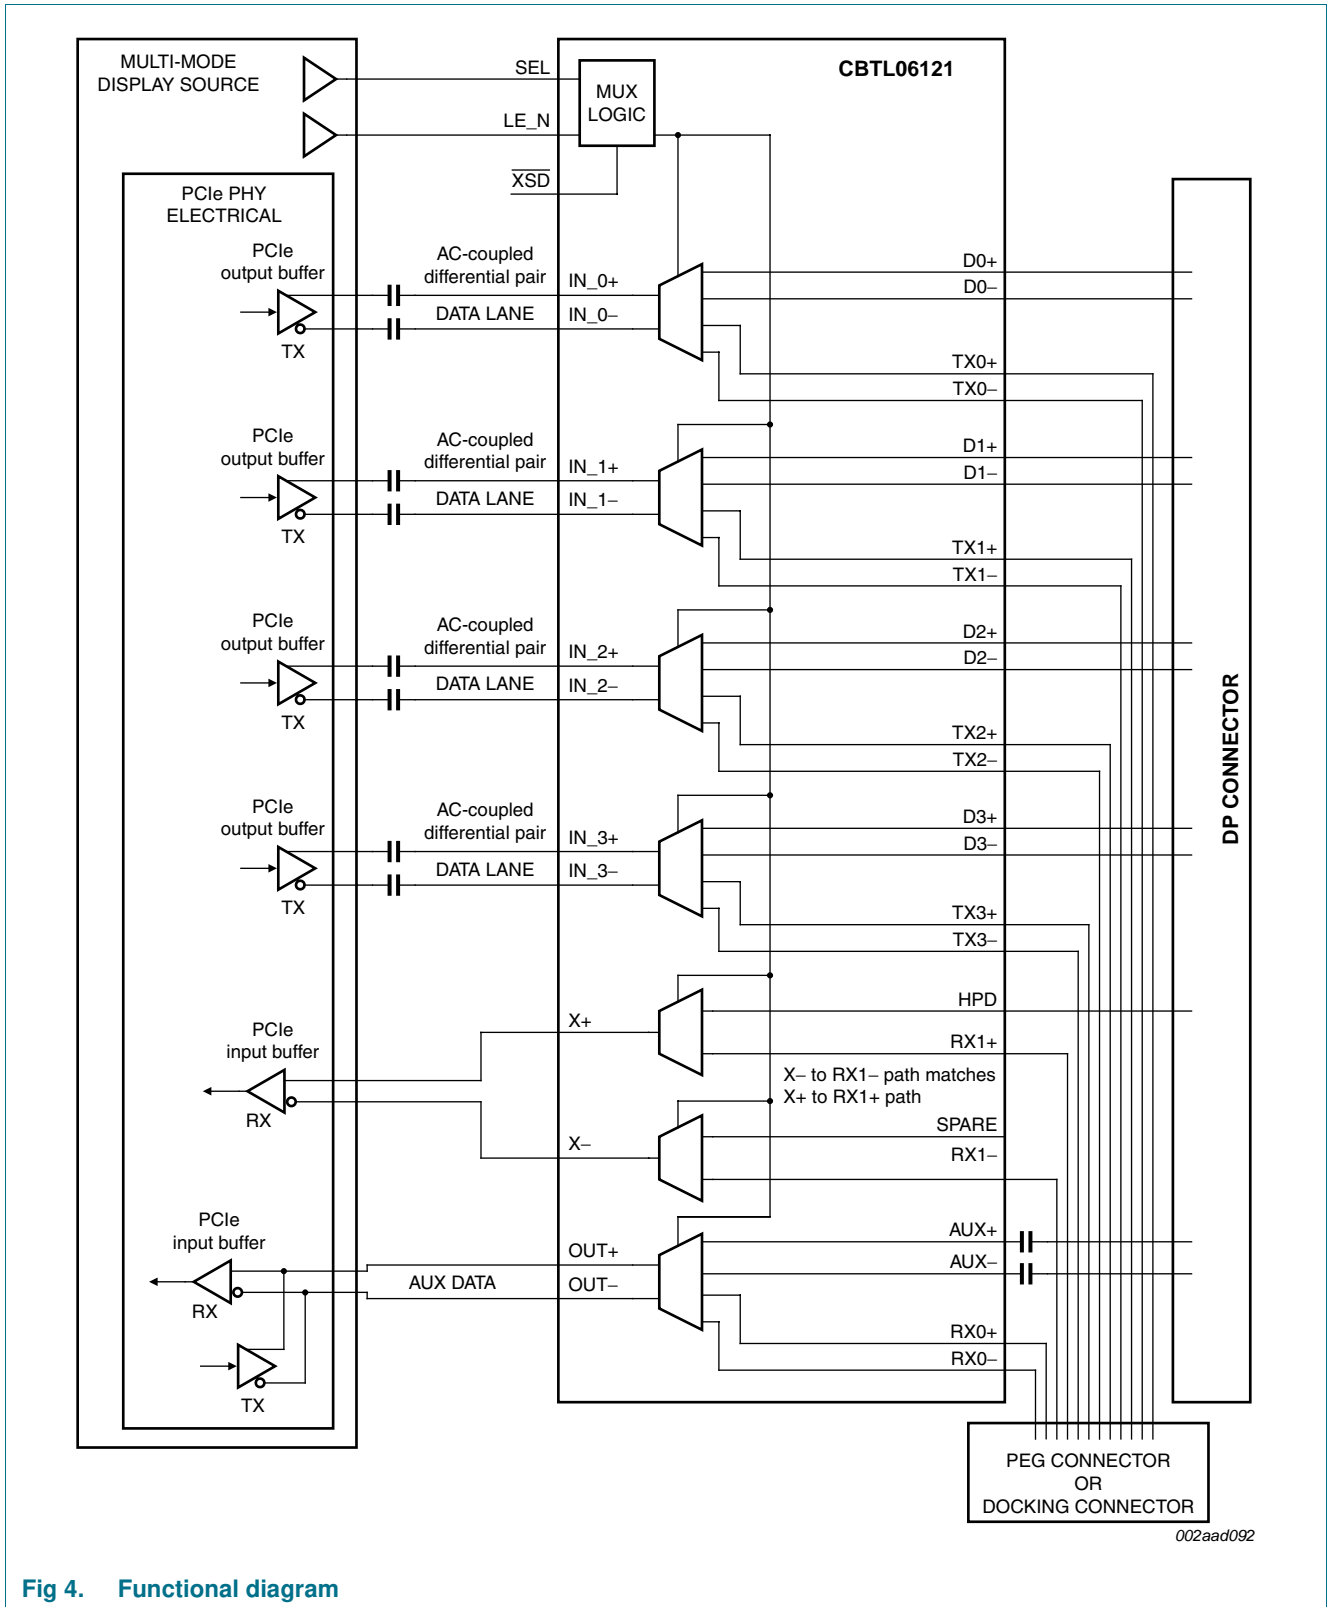 MULTI-MODE
DISPLAY SOURCE
SEL
LE_N
XSD
MUX
LOGIC
CBTL06121
PCIe PHY
ELECTRICAL
PCIe
output buffer
TX
AC-coupled
differential pair
DATA LANE
IN_0+
IN_0−
D0+
D0−
TX0+
TX0−
PCIe
output buffer
TX
AC-coupled
differential pair
DATA LANE
IN_1+
IN_1−
D1+
D1−
TX1+
TX1−
PCIe
output buffer
TX
AC-coupled
differential pair
DATA LANE
IN_2+
IN_2−
D2+
D2−
TX2+
TX2−
PCIe
output buffer
TX
AC-coupled
differential pair
DATA LANE
IN_3+
IN_3−
D3+
D3−
TX3+
TX3−
DP CONNECTOR
PCIe
input buffer
RX
X+
HPD
RX1+
X− to RX1− path matches
X+ to RX1+ path
X−
SPARE
RX1−
PCIe
input buffer
RX
TX
AUX DATA
OUT+
OUT−
AUX+
AUX−
RX0+
RX0−
PEG CONNECTOR
OR
DOCKING CONNECTOR
002aad092
Fig 4. Functional diagram